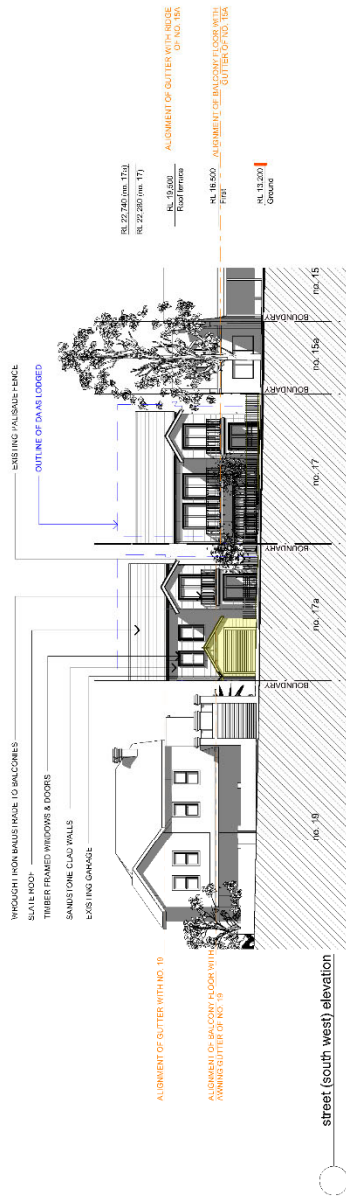 WROUGHT IRON BALUSTRADE TO BALCONIES
SLATE ROOF
TIMBER FRAMED WINDOWS & DOORS
SANDSTONE CLAD WALLS
EXISTING GARAGE
EXISTING PALISADE FENCE
OUTLINE OF DA AS LODGED
ALIGNMENT OF GUTTER WITH NO. 19
ALIGNMENT OF BALCONY FLOOR WITH
AWNING GUTTER OF NO. 19
ALIGNMENT OF GUTTER WITH RIDGE
OF NO. 15A
ALIGNMENT OF BALCONY FLOOR WITH
GUTTER OF NO. 15A
RL 22,740 (no. 17a)
RL 22,280 (no. 17)
RL 19,500
Roof terrace
RL 16,500
First
RL 13,200
Ground
no. 19
BOUNDARY
no. 17a
BOUNDARY
no. 17
BOUNDARY
no. 15a
BOUNDARY
no. 15
street (south west) elevation